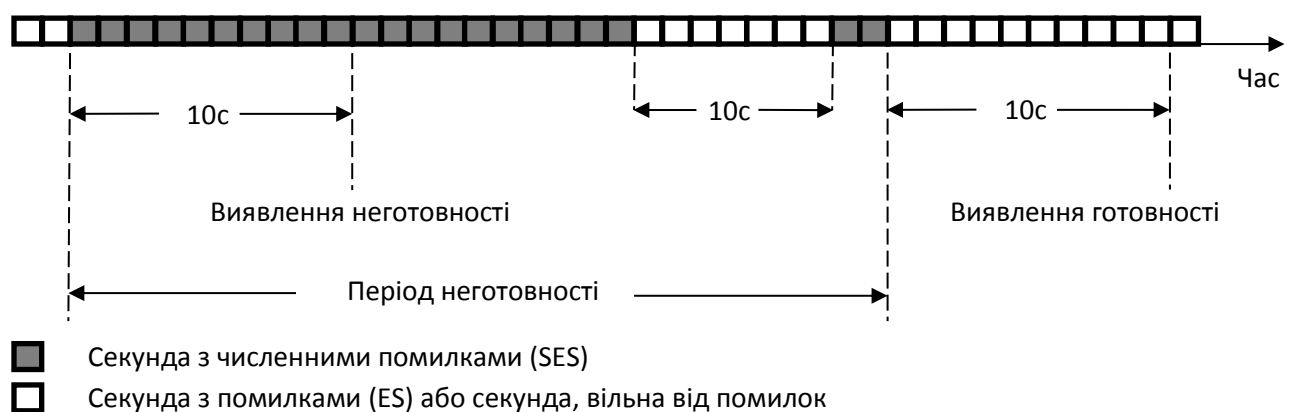 Час
10с
10с
10с
Виявлення неготовності
Виявлення готовності
Період неготовності
Секунда з численними помилками (SES)
Секунда з помилками (ES) або секунда, вільна від помилок